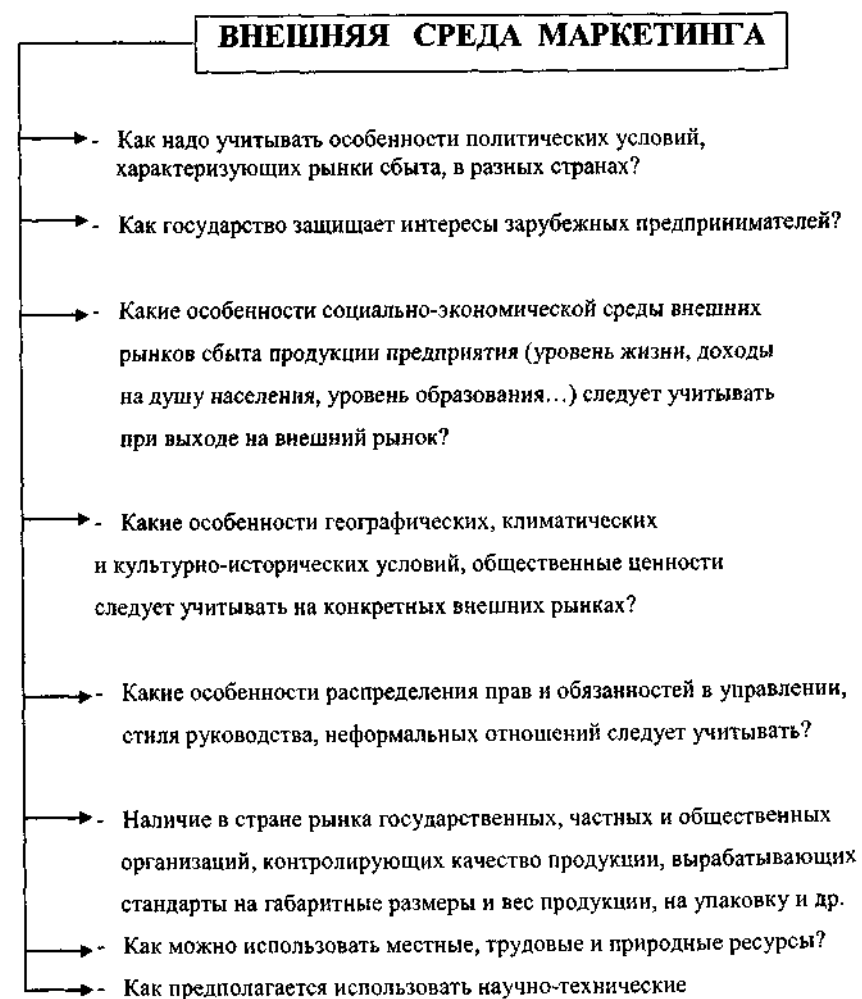 ВНЕШНЯЯ СРЕДА МАРКЕТИНГА
- Как надо учитывать особенности политических условий,
характеризующих рынки сбыта, в разных странах?
- Как государство защищает интересы зарубежных предпринимателей?
- Какие особенности социально-экономической среды внешних
рынков сбыта продукции предприятия (уровень жизни, доходы
на душу населения, уровень образования...) следует учитывать
при выходе на внешний рынок?
- Какие особенности географических, климатических
и культурно-исторических условий, общественные ценности
следует учитывать на конкретных внешних рынках?
- Какие особенности распределения прав и обязанностей в управлении,
стиля руководства, неформальных отношений следует учитывать?
- Наличие в стране рынка государственных, частных и общественных
организаций, контролирующих качество продукции, вырабатывающих
стандарты на габаритные размеры и вес продукции, на упаковку и др.
- Как можно использовать местные, трудовые и природные ресурсы?
- Как предполагается использовать научно-технические